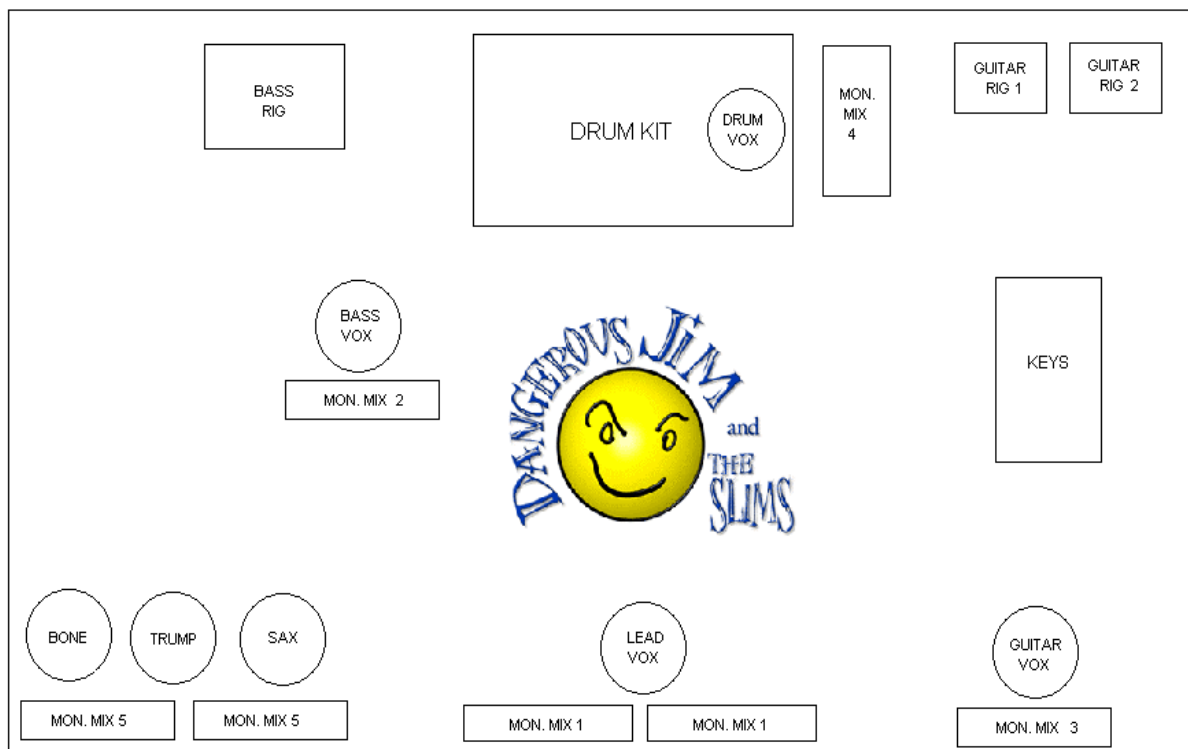 BASS
RIG
DRUM KIT
DRUM
VOX
MON.
MIX
4
GUITAR
RIG 1
GUITAR
RIG 2
BASS
VOX
MON. MIX 2
DANGEROUS JIM
and
THE
SLIMS
KEYS
BONE
TRUMP
SAX
LEAD
VOX
GUITAR
VOX
MON. MIX 5
MON. MIX 5
MON. MIX 1
MON. MIX 1
MON. MIX 3